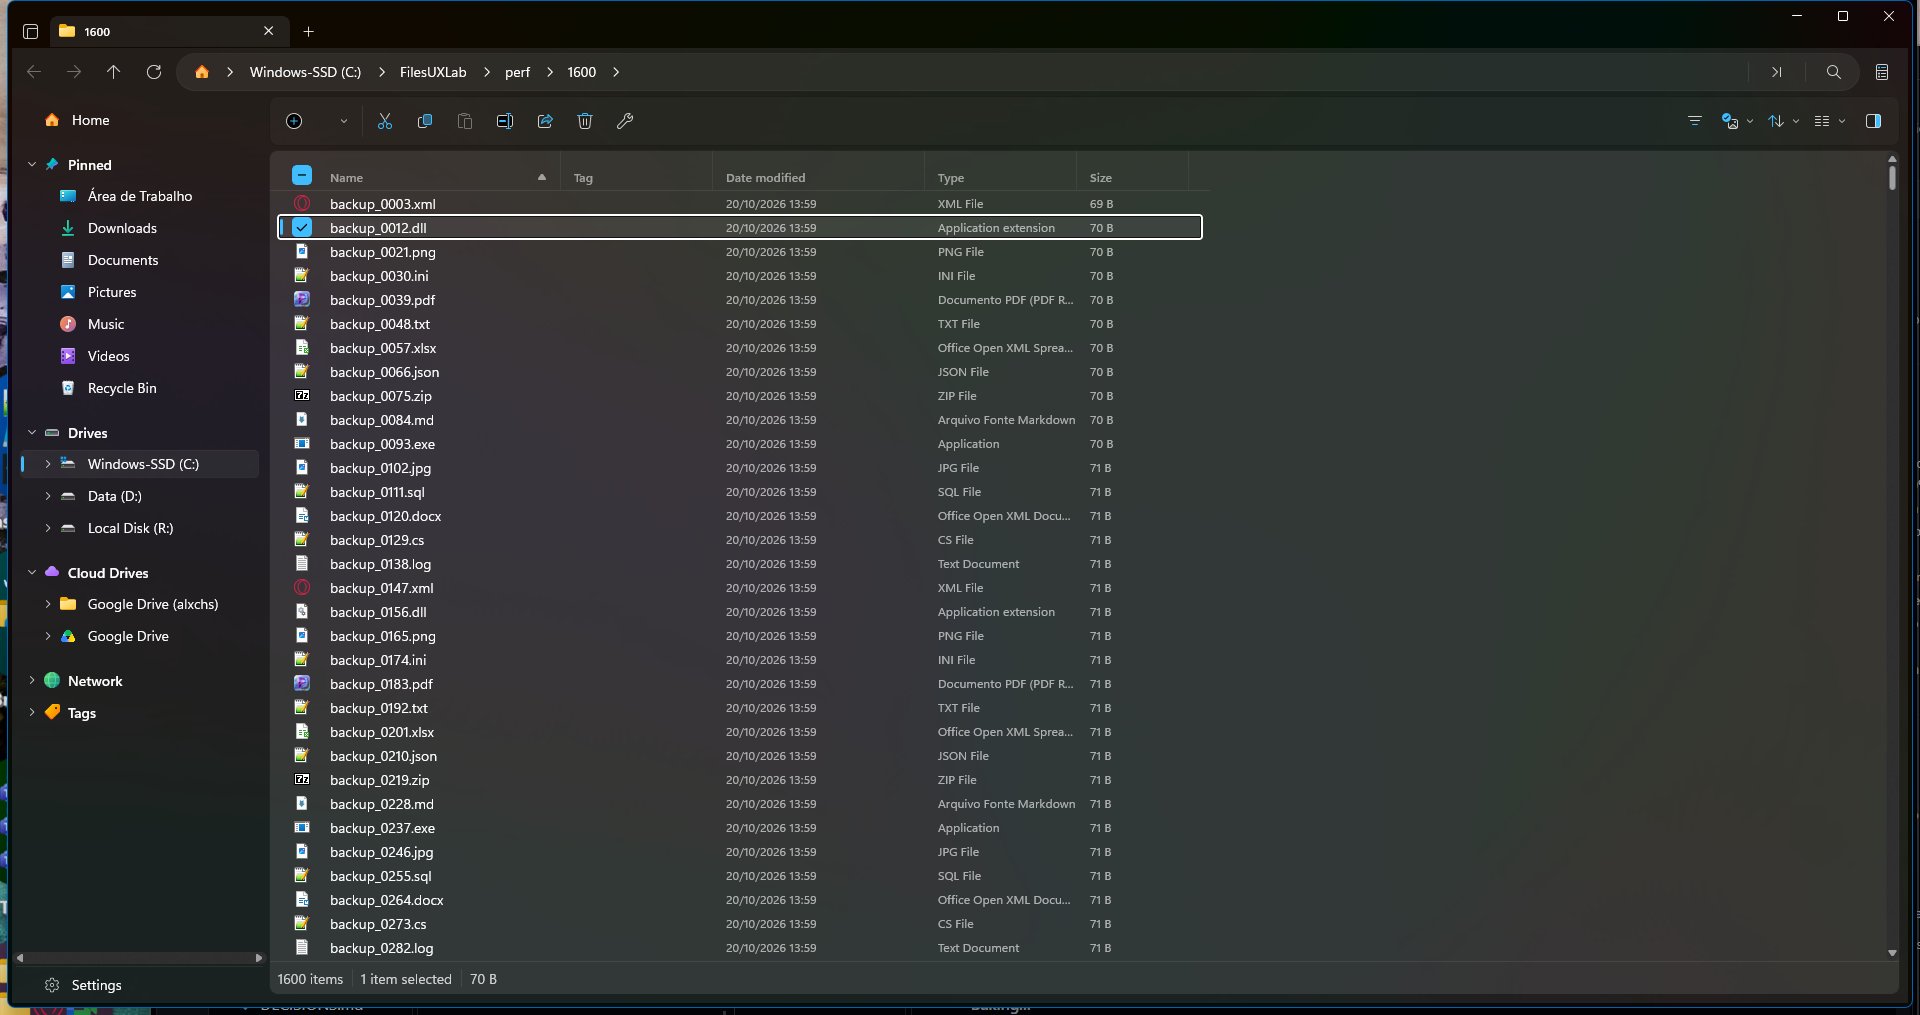 1600
Windows-SSD (C:) FilesUXLab perf 1600
Home
Pinned
Área de Trabalho
Downloads
Documents
Pictures
Music
Videos
Recycle Bin
Drives
Windows-SSD (C:)
Data (D:)
Local Disk (R:)
Cloud Drives
Google Drive (alxchs)
Google Drive
Network
Tags
Settings
Name Tag Date modified Type Size
backup_0003.xml 20/10/2026 13:59 XML File 69 B
backup_0012.dll 20/10/2026 13:59 Application extension 70 B
backup_0021.png 20/10/2026 13:59 PNG File 70 B
backup_0030.ini 20/10/2026 13:59 INI File 70 B
backup_0039.pdf 20/10/2026 13:59 Documento PDF (PDF R... 70 B
backup_0048.txt 20/10/2026 13:59 TXT File 70 B
backup_0057.xlsx 20/10/2026 13:59 Office Open XML Sprea... 70 B
backup_0066.json 20/10/2026 13:59 JSON File 70 B
backup_0075.zip 20/10/2026 13:59 ZIP File 70 B
backup_0084.md 20/10/2026 13:59 Arquivo Fonte Markdown 70 B
backup_0093.exe 20/10/2026 13:59 Application 70 B
backup_0102.jpg 20/10/2026 13:59 JPG File 71 B
backup_0111.sql 20/10/2026 13:59 SQL File 71 B
backup_0120.docx 20/10/2026 13:59 Office Open XML Docu... 71 B
backup_0129.cs 20/10/2026 13:59 CS File 71 B
backup_0138.log 20/10/2026 13:59 Text Document 71 B
backup_0147.xml 20/10/2026 13:59 XML File 71 B
backup_0156.dll 20/10/2026 13:59 Application extension 71 B
backup_0165.png 20/10/2026 13:59 PNG File 71 B
backup_0174.ini 20/10/2026 13:59 INI File 71 B
backup_0183.pdf 20/10/2026 13:59 Documento PDF (PDF R... 71 B
backup_0192.txt 20/10/2026 13:59 TXT File 71 B
backup_0201.xlsx 20/10/2026 13:59 Office Open XML Sprea... 71 B
backup_0210.json 20/10/2026 13:59 JSON File 71 B
backup_0219.zip 20/10/2026 13:59 ZIP File 71 B
backup_0228.md 20/10/2026 13:59 Arquivo Fonte Markdown 71 B
backup_0237.exe 20/10/2026 13:59 Application 71 B
backup_0246.jpg 20/10/2026 13:59 JPG File 71 B
backup_0255.sql 20/10/2026 13:59 SQL File 71 B
backup_0264.docx 20/10/2026 13:59 Office Open XML Docu... 71 B
backup_0273.cs 20/10/2026 13:59 CS File 71 B
backup_0282.log 20/10/2026 13:59 Text Document 71 B
1600 items 1 item selected 70 B